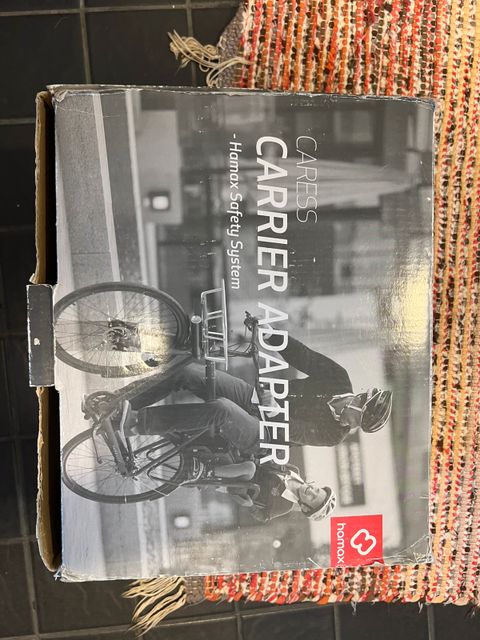 CARESS
CARRIER ADAPTER
- Hamax Safety System
hamax